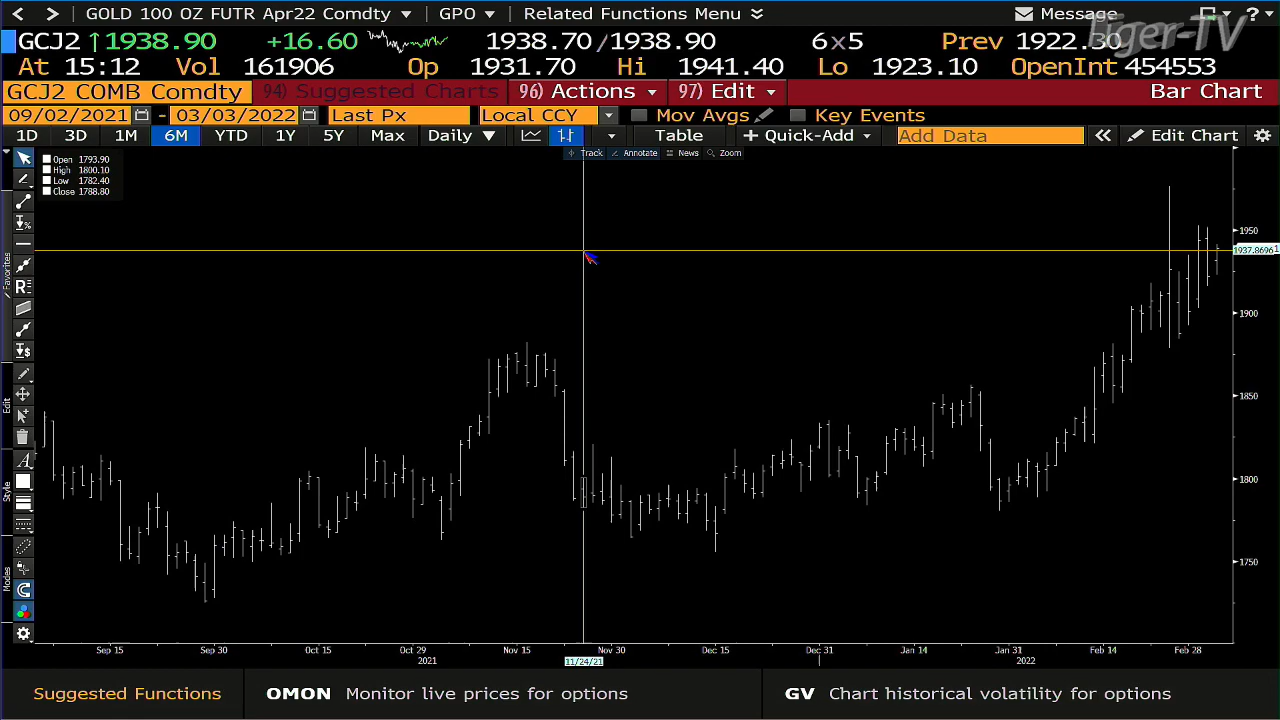 GOLD 100 OZ FUTR Apr22 Comdty GPO Related Functions Menu Message ?
GCJ2 ↑1938.90 +16.60 1938.70/1938.90 6x5 Prev 1922.30
At 15:12 Vol 161906 Op 1931.70 Hi 1941.40 Lo 1923.10 OpenInt 454553
GCJ2 COMB Comdty 94) Suggested Charts 96) Actions 97) Edit Bar Chart
09/02/2021 - 03/03/2022 Last Px Local CCY Mov Avgs Key Events
1D 3D 1M 6M YTD 1Y 5Y Max Daily Table + Quick-Add Add Data Edit Chart
Track Annotate News Zoom
Open 1793.90
High 1800.10
Low 1782.40
Close 1788.80
Favorites
Edit
Style
Modes
1950
1937.8696
1900
1850
1800
1750
Sep 15 Sep 30 Oct 15 Oct 29 Nov 15 Nov 30 Dec 15 Dec 31 Jan 14 Jan 31 Feb 14 Feb 28
2021 11/24/21 2022
Suggested Functions OMON Monitor live prices for options GV Chart historical volatility for options